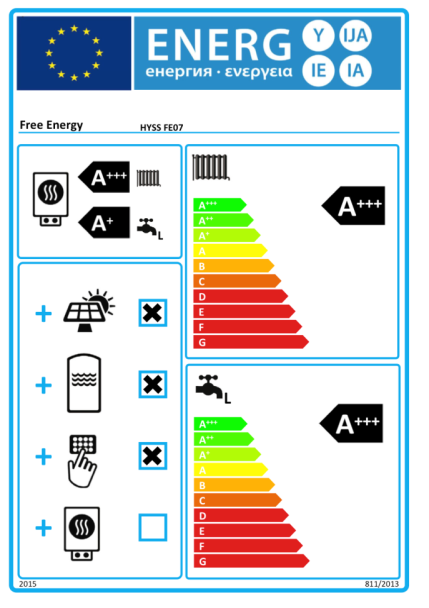 ENERG
енергия · ενεργεια
Y
IJA
IE
IA
Free Energy
HYSS FE07
A+++
A+
L
+
+
+
+
A+++
A++
A+
A
B
C
D
E
F
G
A+++
L
A+++
A++
A+
A
B
C
D
E
F
G
A+++
2015
811/2013